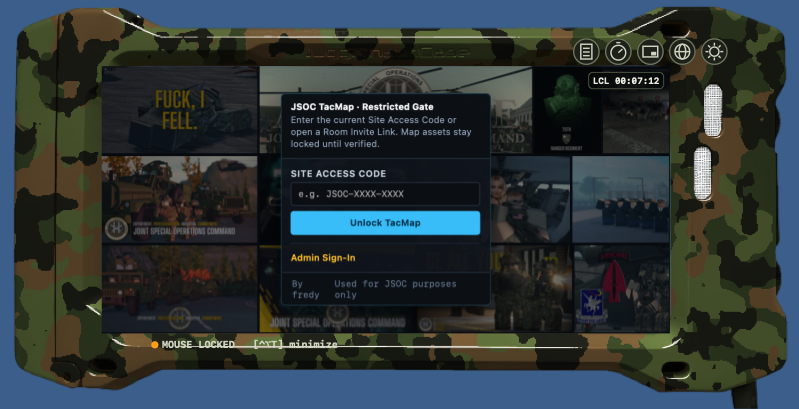 LCL 00:07:12
FUCK, I
FELL.
OPERATIONS
MAND
JSOC TacMap · Restricted Gate
Enter the current Site Access Code or
open a Room Invite Link. Map assets stay
locked until verified.
SITE ACCESS CODE
e.g. JSOC-XXXX-XXXX
Unlock TacMap
Admin Sign-In
By
fredy
Used for JSOC purposes
only
JOINT SPECIAL OPERATIONS COMMAND
JOINT SPECIAL OPERATIONS COMMAND
MOUSE LOCKED [^⌥T] minimize